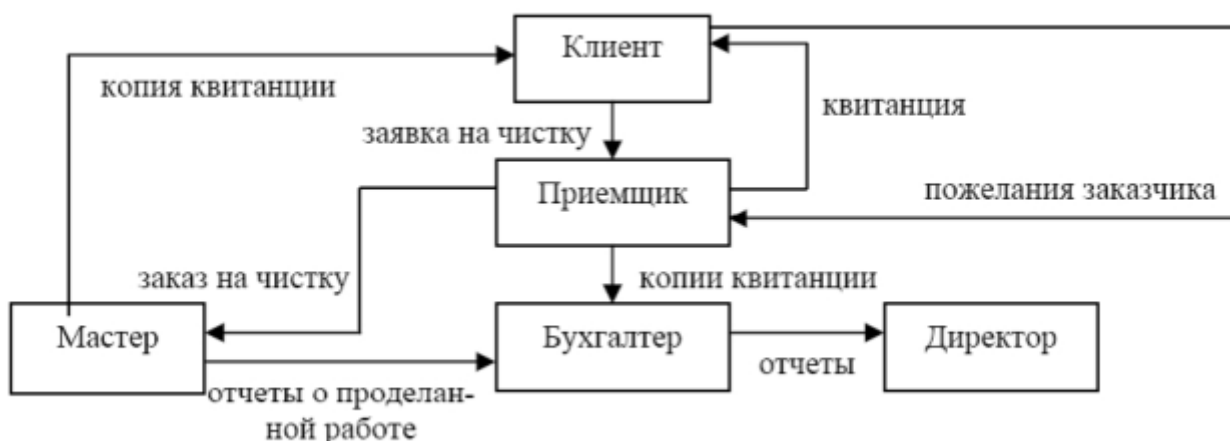 Клиент
копия квитанции
квитанция
заявка на чистку
Приемщик
пожелания заказчика
заказ на чистку
копии квитанции
Мастер
Бухгалтер
Директор
отчеты
отчеты о проделан-
ной работе